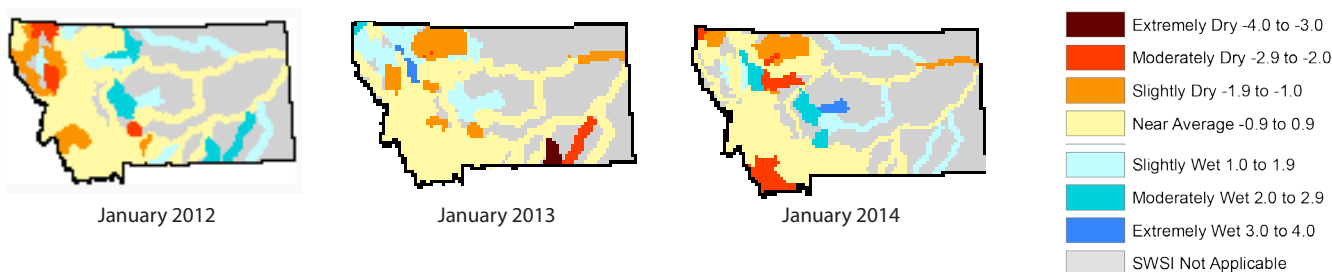 Extremely Dry -4.0 to -3.0
Moderately Dry -2.9 to -2.0
Slightly Dry -1.9 to -1.0
Near Average -0.9 to 0.9
Slightly Wet 1.0 to 1.9
Moderately Wet 2.0 to 2.9
Extremely Wet 3.0 to 4.0
SWSI Not Applicable
January 2012
January 2013
January 2014